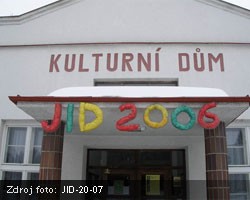 KULTURNÍ DŮM
JID 2006
Zdroj foto: JID-20-07